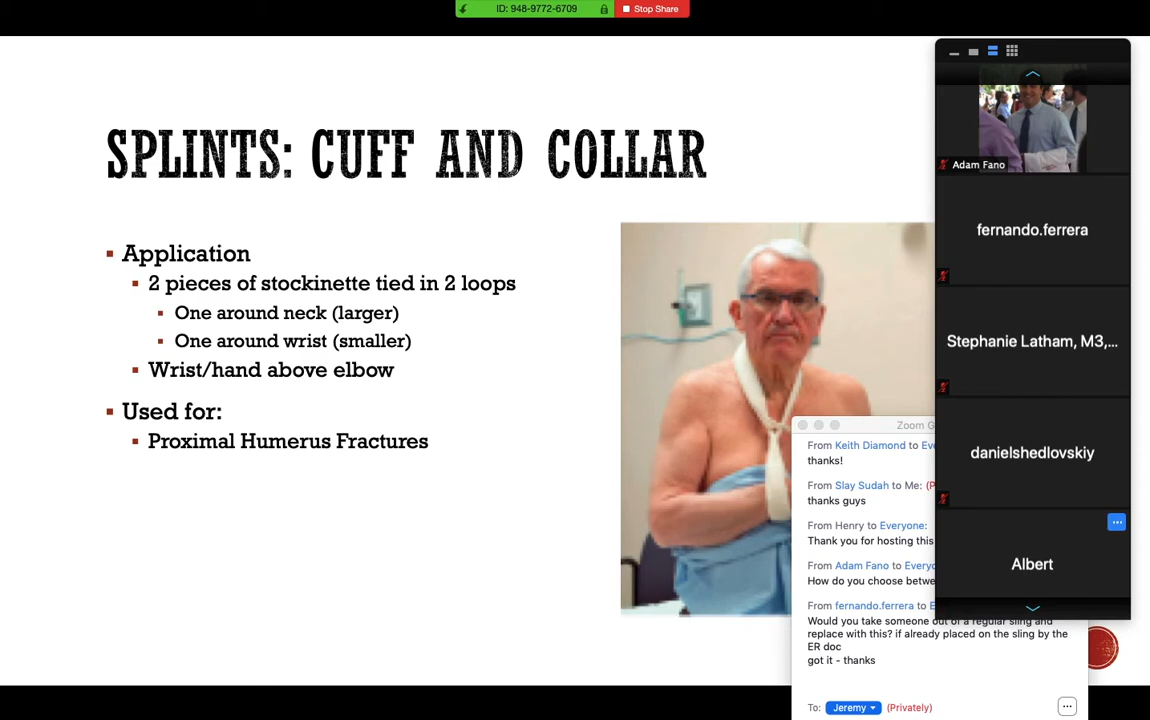 ID: 948-9772-6709
Stop Share
SPLINTS: CUFF AND COLLAR
Application
2 pieces of stockinette tied in 2 loops
One around neck (larger)
One around wrist (smaller)
Wrist/hand above elbow
Used for:
Proximal Humerus Fractures
Adam Fano
fernando.ferrera
Stephanie Latham, M3,...
danielshedlovskiy
Albert
Zoom
From Keith Diamond to
thanks!
From Slay Sudah to Me:
thanks guys
From Henry to Everyone:
Thank you for hosting this
From Adam Fano to
How do you choose
From fernando.ferrera to
Would you take someone out of a regular sling and
replace with this? if already placed on the sling by the
ER doc
got it - thanks
To: Jeremy (Privately)